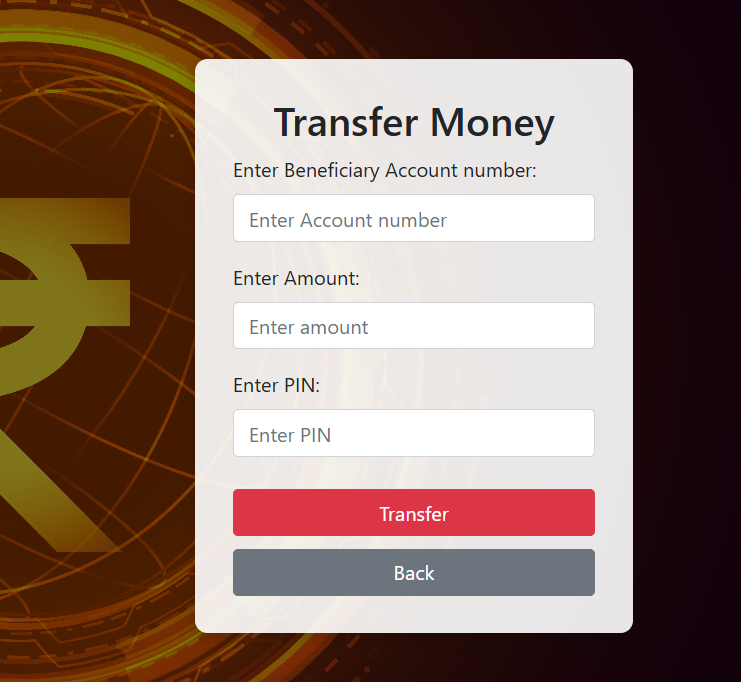 Transfer Money
Enter Beneficiary Account number:
Enter Account number
Enter Amount:
Enter amount
Enter PIN:
Enter PIN
Transfer
Back